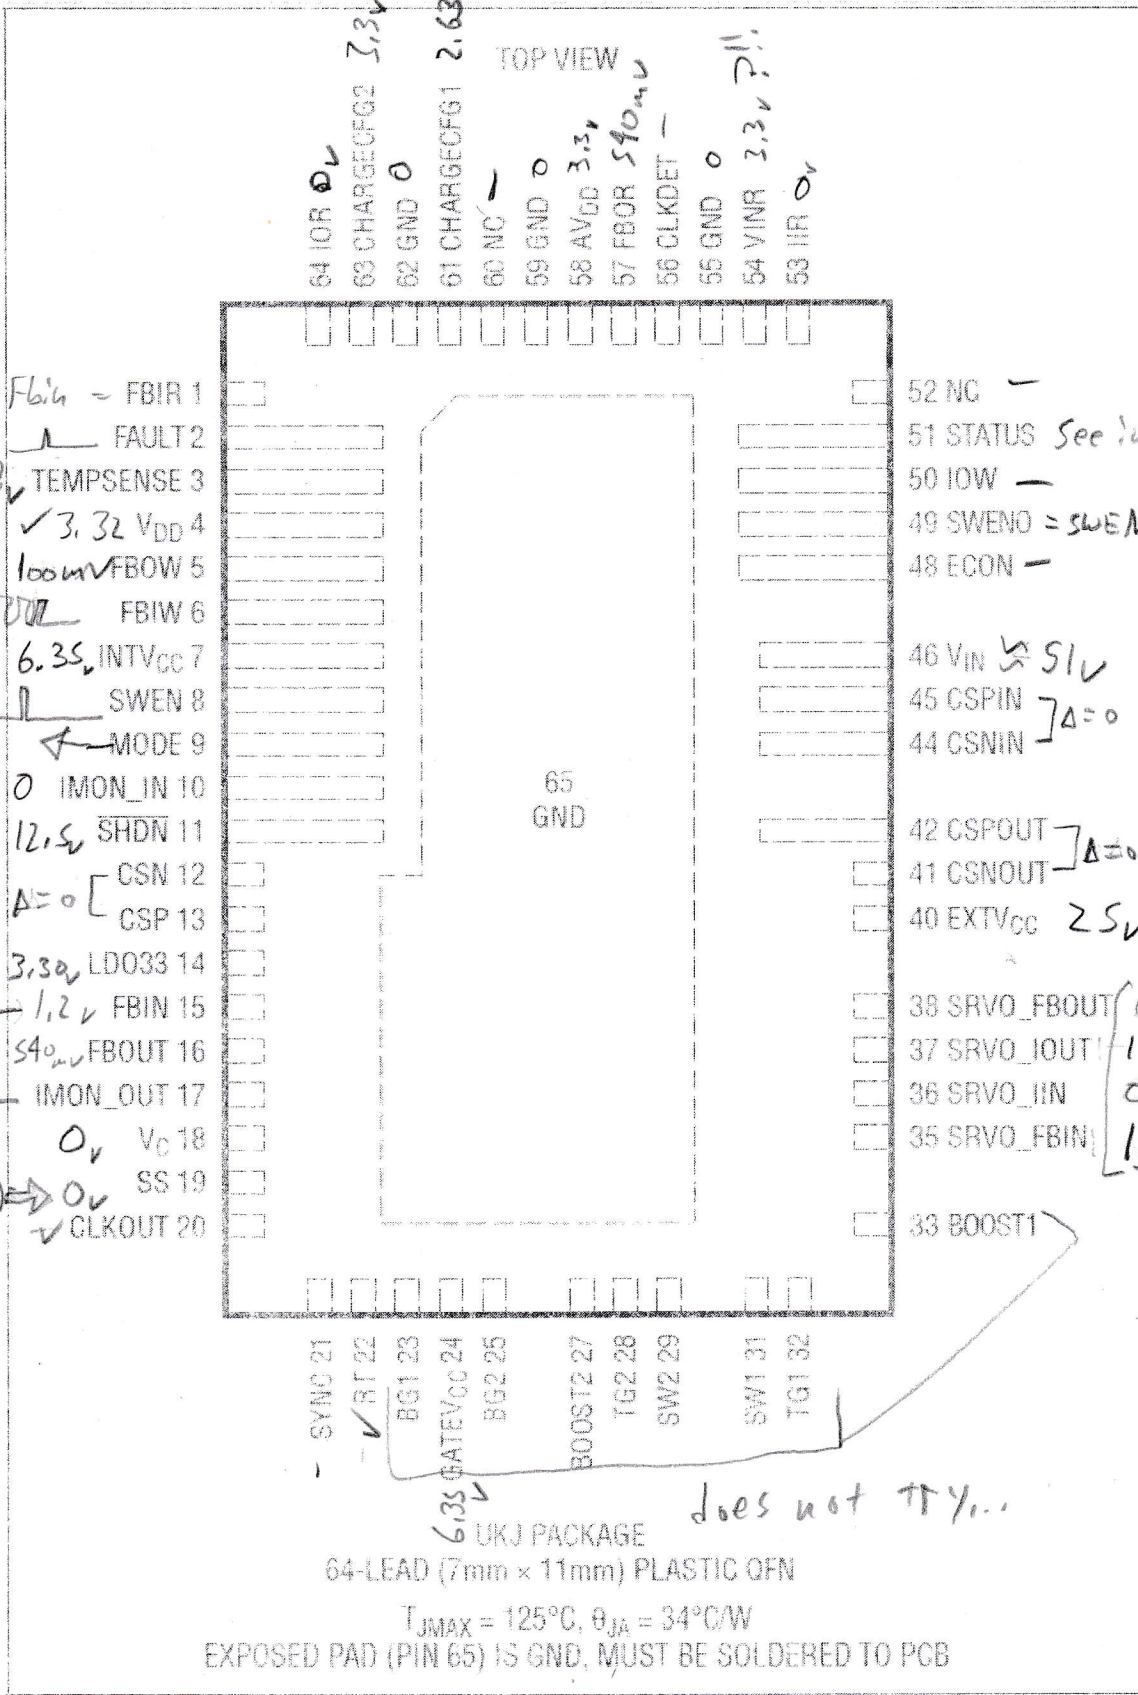 TOP VIEW
64 IOR 0v
63 CHARGECFG2 3,3v
62 GND 0
61 CHARGECFG1 2.63
60 NC –
59 GND 0
58 AVDD 3.3v
57 FBOR 540mv
56 CLKDET –
55 GND 0
54 VINR 3.3v ?!!.
53 IIR 0v
Fbin = FBIR 1
FAULT 2
TEMPSENSE 3
✓ 3.32 VDD 4
100mV FBOW 5
FBIW 6
6.35v INTVCC 7
SWEN 8
MODE 9
0 IMON_IN 10
12.5v SHDN 11
CSN 12
Δ=0 [
CSP 13
3,30v LDO33 14
– 1,2v FBIN 15
540mv FBOUT 16
– IMON_OUT 17
0v VC 18
⇒ 0v SS 19
CLKOUT 20
52 NC –
51 STATUS See
50 IOW –
49 SWENO = SWEN
48 ECON –
46 VIN ≈ 51v
45 CSPIN
] Δ=0
44 CSNIN
42 CSPOUT
] Δ=0
41 CSNOUT
40 EXTVCC 25v
38 SRVO_FBOUT
37 SRVO_IOUT 1
36 SRVO_IIN 0
35 SRVO_FBIN 1
33 BOOST1
65
GND
SYNC 21 –
✓ RT 22
BG1 23
6,35v GATEVCC 24
BG2 25
BOOST2 27
TG2 28
SW2 29
SW1 31
TG1 32
does not try...
UKJ PACKAGE
64-LEAD (7mm × 11mm) PLASTIC QFN
TJMAX = 125°C, θJA = 34°C/W
EXPOSED PAD (PIN 65) IS GND, MUST BE SOLDERED TO PCB